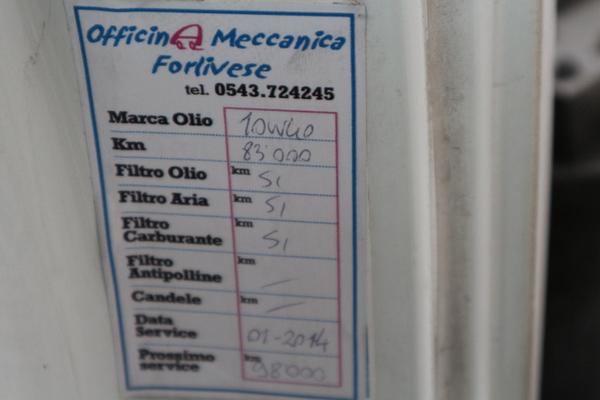 Officina Meccanica
Forlivese
tel. 0543.724245
Marca Olio 10W40
Km 83'000
Filtro Olio km Si
Filtro Aria km Si
Filtro
Carburante km Si
Filtro
Antipolline km —
Candele km —
Data
Service 01-2014
Prossimo
service km 98000